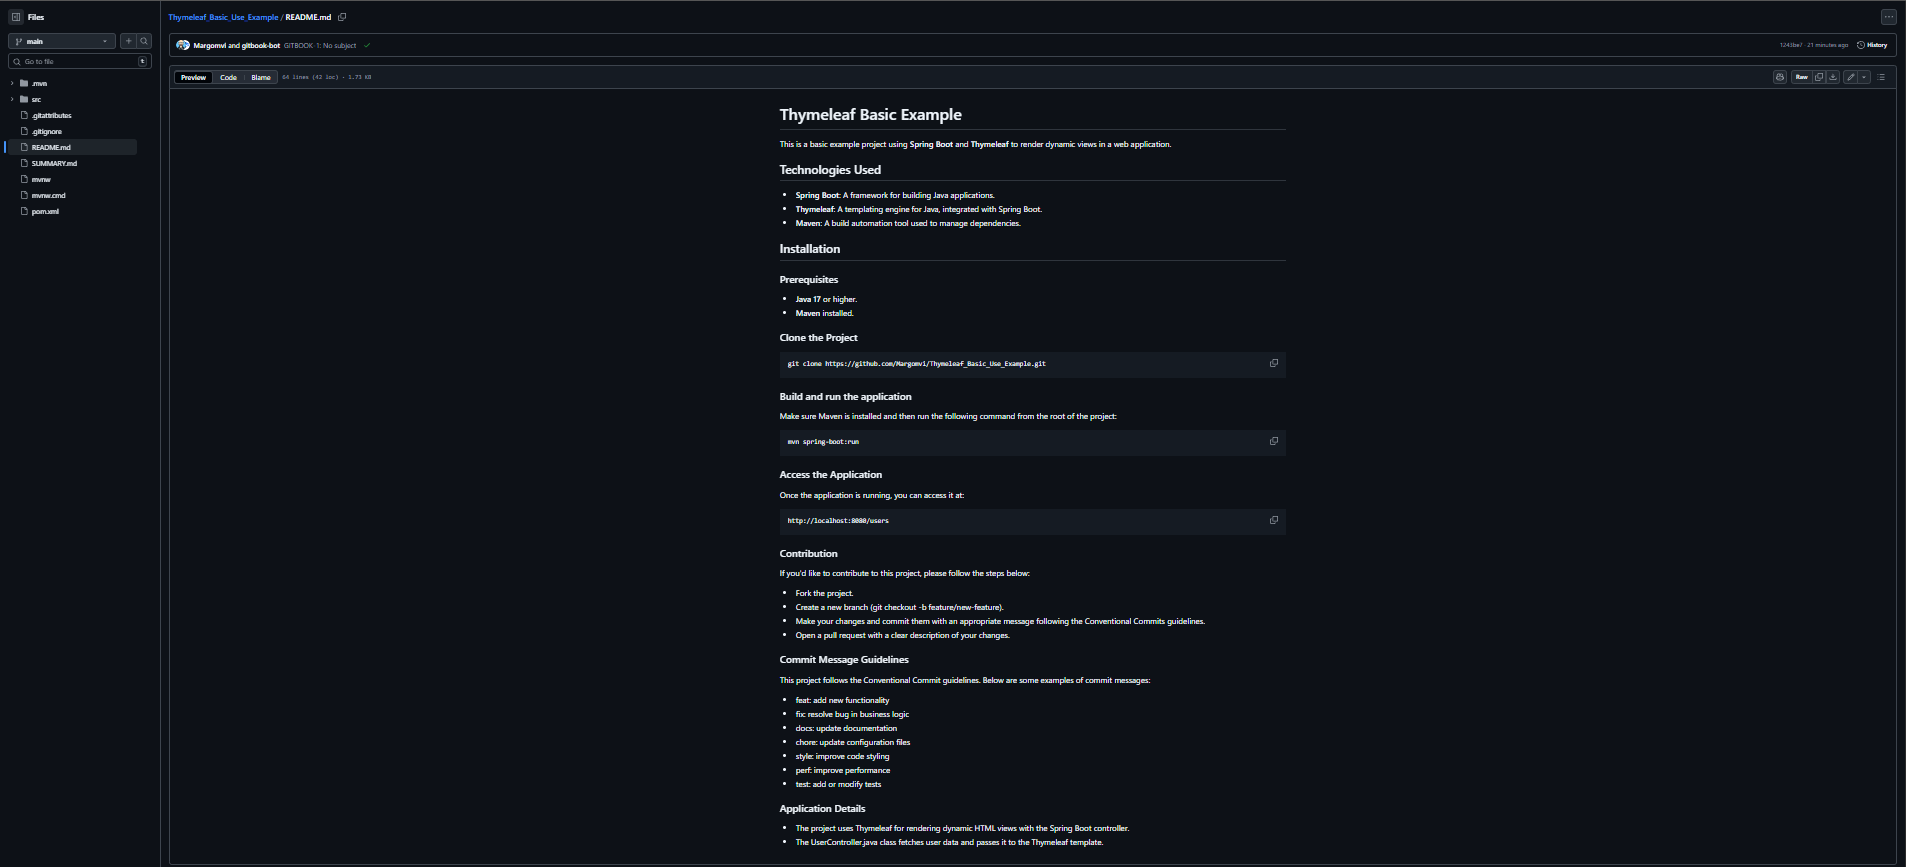 Files
Thymeleaf_Basic_Use_Example / README.md
main
Margomvi and gitbook-bot GITBOOK-1: No subject
1243be7 · 21 minutes ago History
Go to file t
Preview Code Blame 64 lines (42 loc) · 1.73 KB
Raw
.mvn
src
.gitattributes
.gitignore
README.md
SUMMARY.md
mvnw
mvnw.cmd
pom.xml
Thymeleaf Basic Example
This is a basic example project using Spring Boot and Thymeleaf to render dynamic views in a web application.
Technologies Used
• Spring Boot: A framework for building Java applications.
• Thymeleaf: A templating engine for Java, integrated with Spring Boot.
• Maven: A build automation tool used to manage dependencies.
Installation
Prerequisites
• Java 17 or higher.
• Maven installed.
Clone the Project
git clone https://github.com/Margomvi/Thymeleaf_Basic_Use_Example.git
Build and run the application
Make sure Maven is installed and then run the following command from the root of the project:
mvn spring-boot:run
Access the Application
Once the application is running, you can access it at:
http://localhost:8080/users
Contribution
If you'd like to contribute to this project, please follow the steps below:
• Fork the project.
• Create a new branch (git checkout -b feature/new-feature).
• Make your changes and commit them with an appropriate message following the Conventional Commits guidelines.
• Open a pull request with a clear description of your changes.
Commit Message Guidelines
This project follows the Conventional Commit guidelines. Below are some examples of commit messages:
• feat: add new functionality
• fix: resolve bug in business logic
• docs: update documentation
• chore: update configuration files
• style: improve code styling
• perf: improve performance
• test: add or modify tests
Application Details
• The project uses Thymeleaf for rendering dynamic HTML views with the Spring Boot controller.
• The UserController.java class fetches user data and passes it to the Thymeleaf template.